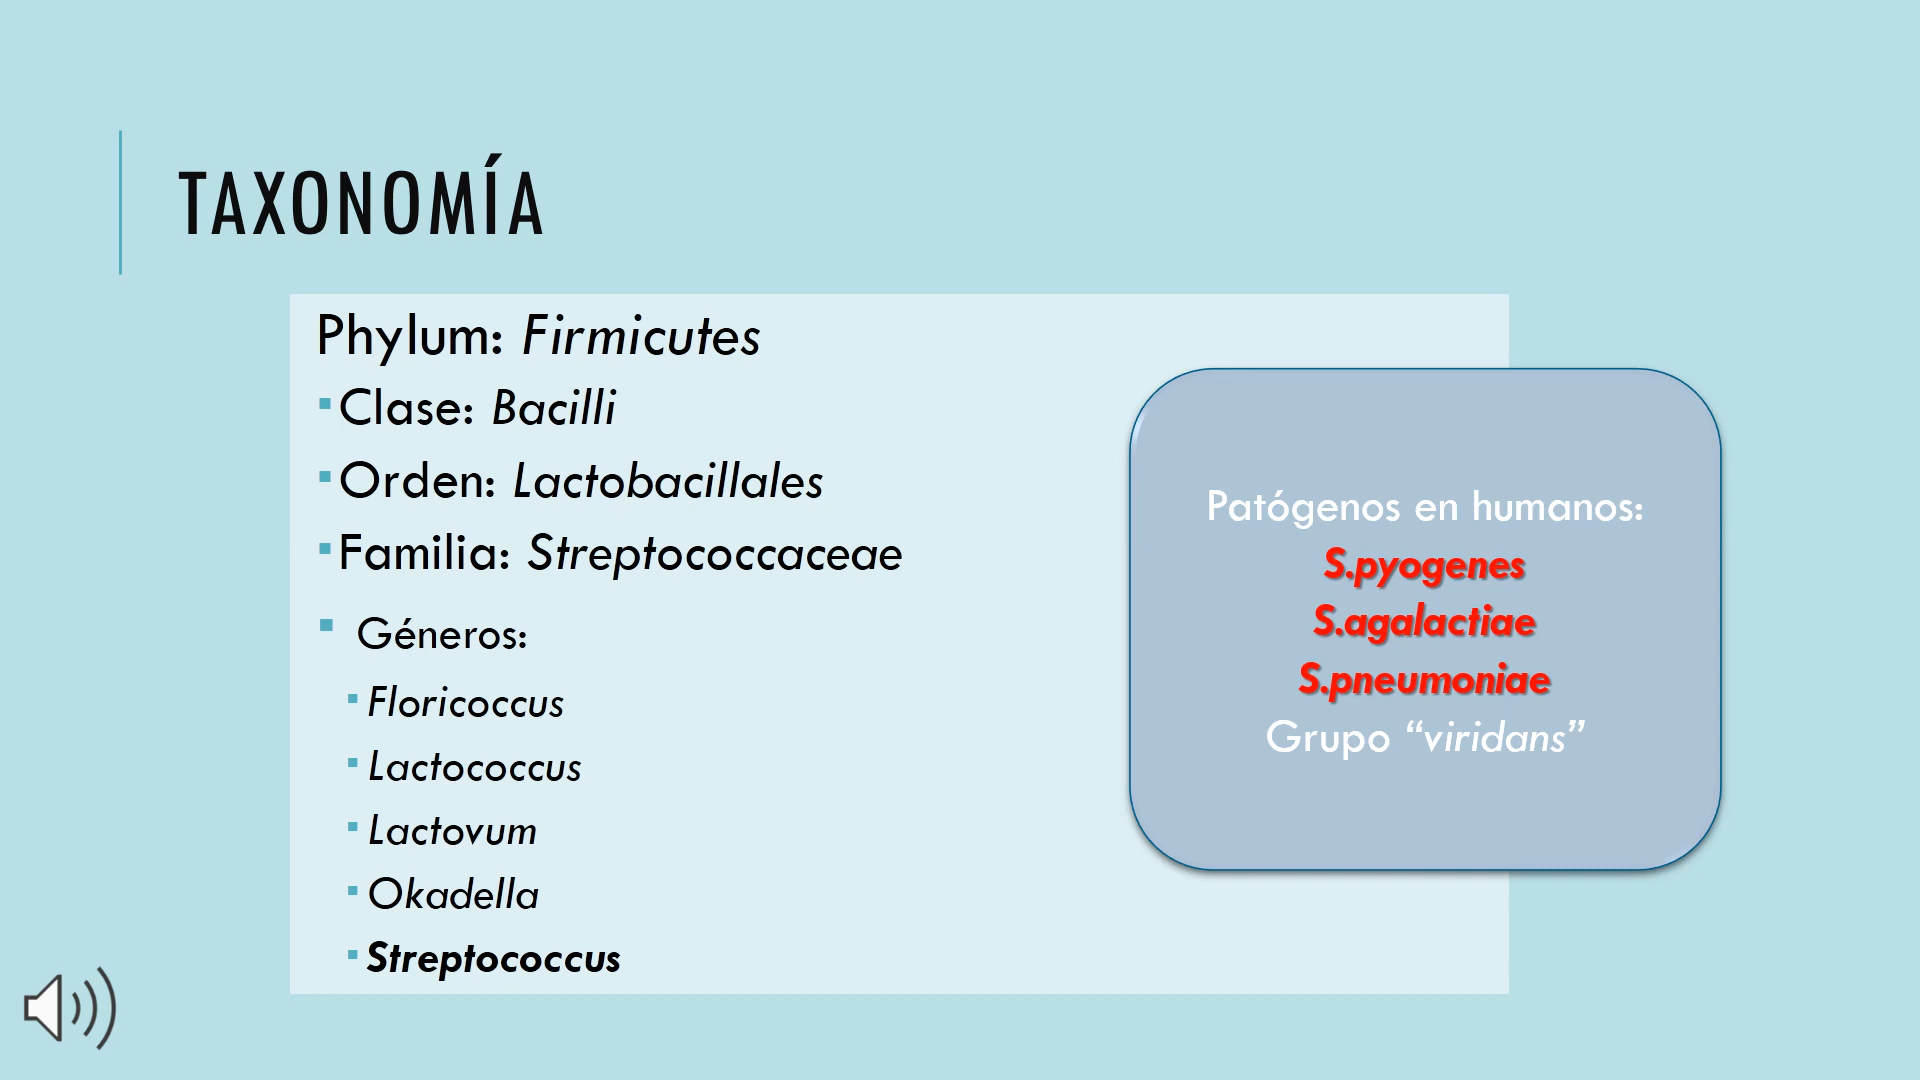 TAXONOMÍA
Phylum: Firmicutes
Clase: Bacilli
Orden: Lactobacillales
Familia: Streptococcaceae
Géneros:
Floricoccus
Lactococcus
Lactovum
Okadella
Streptococcus
Patógenos en humanos:
S.pyogenes
S.agalactiae
S.pneumoniae
Grupo “viridans”